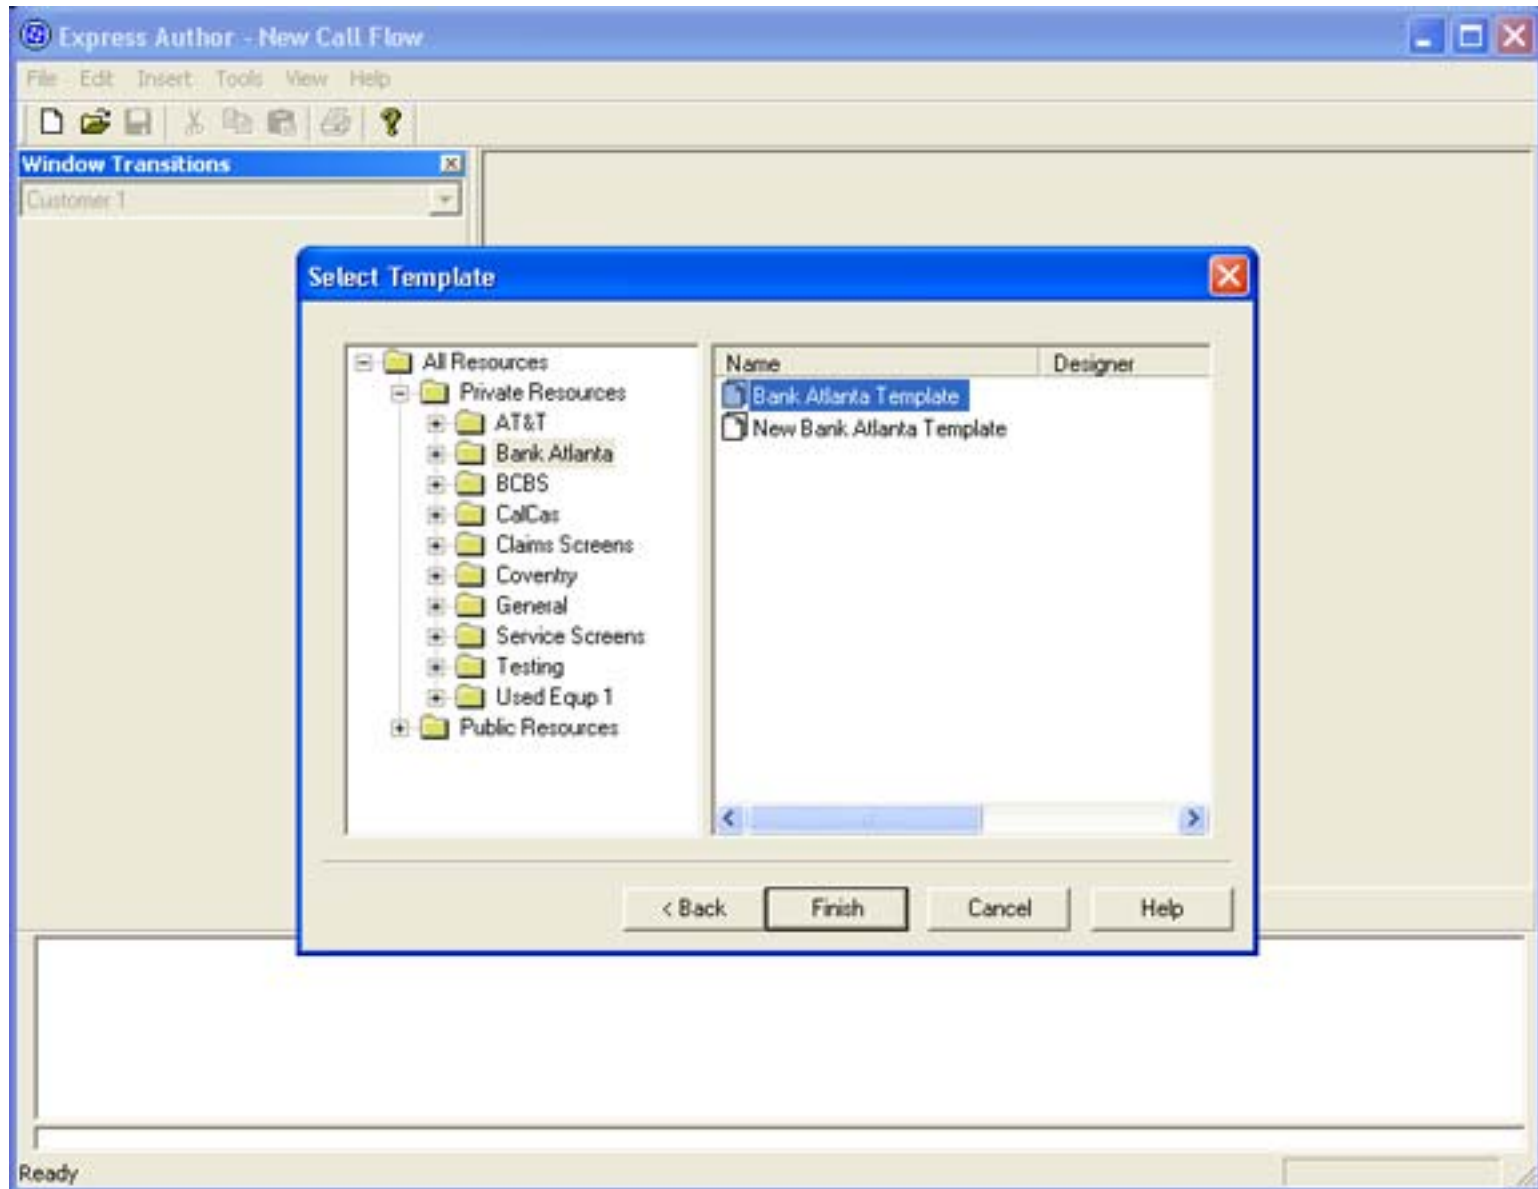 Express Author - New Call Flow
File Edit Insert Tools View Help
Window Transitions
Customer 1
Select Template
All Resources
Private Resources
AT&T
Bank Atlanta
BCBS
CalCas
Claims Screens
Coventry
General
Service Screens
Testing
Used Equp 1
Public Resources
Name Designer
Bank Atlanta Template
New Bank Atlanta Template
< Back Finish Cancel Help
Ready